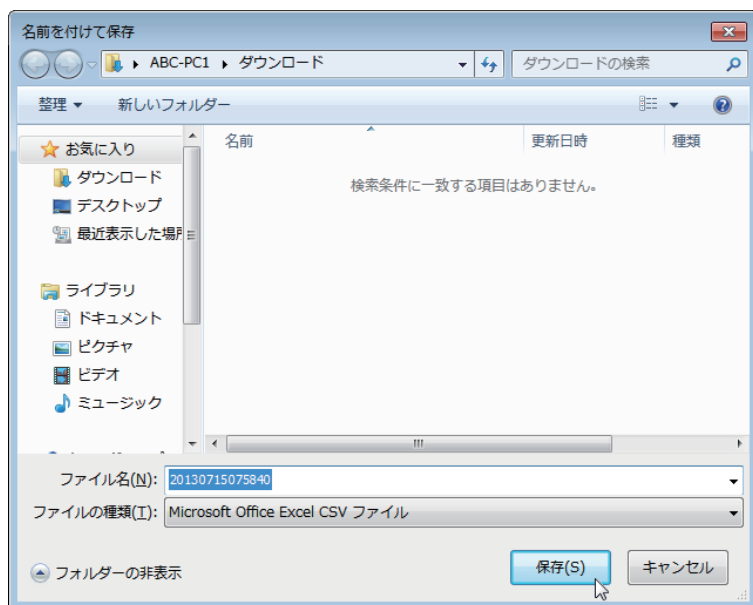 名前を付けて保存
ABC-PC1 ダウンロード ダウンロードの検索
整理 新しいフォルダー
お気に入り
ダウンロード
デスクトップ
最近表示した場所
ライブラリ
ドキュメント
ピクチャ
ビデオ
ミュージック
名前 更新日時 種類
検索条件に一致する項目はありません。
ファイル名(N): 20130715075840
ファイルの種類(T): Microsoft Office Excel CSV ファイル
フォルダーの非表示 保存(S) キャンセル